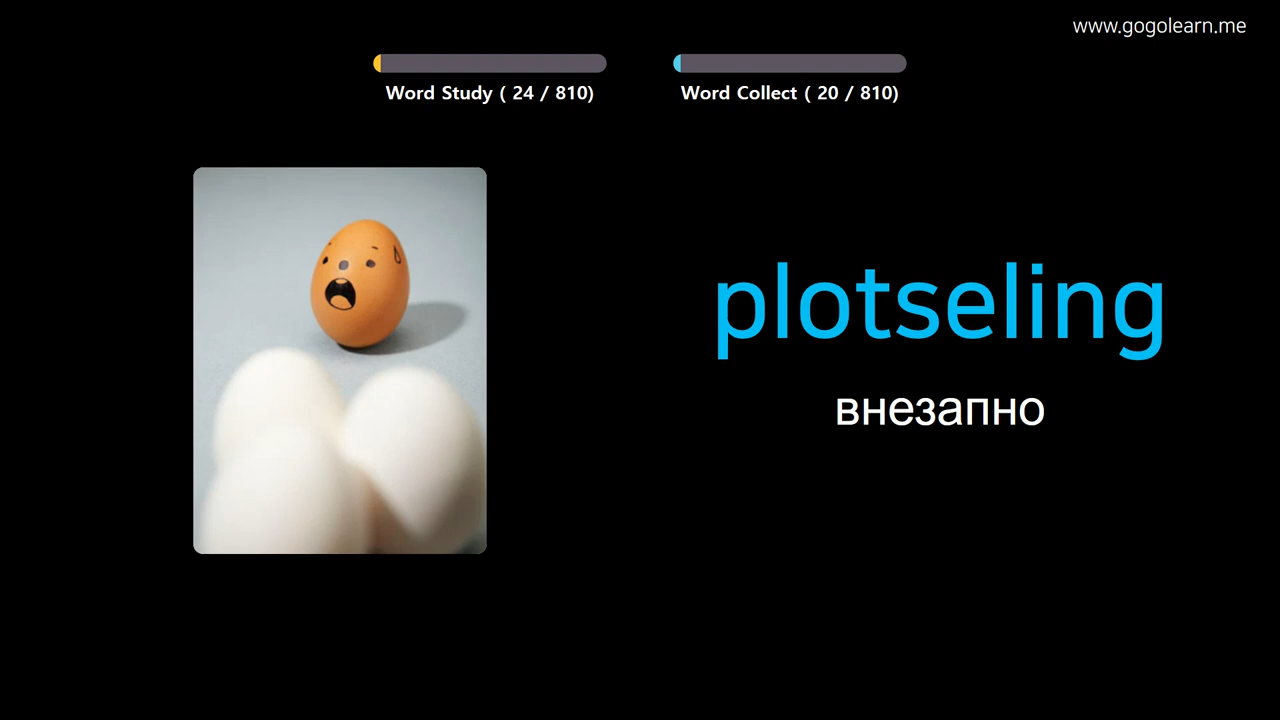 www.gogolearn.me
Word Study ( 24 / 810)
Word Collect ( 20 / 810)
plotseling
внезапно